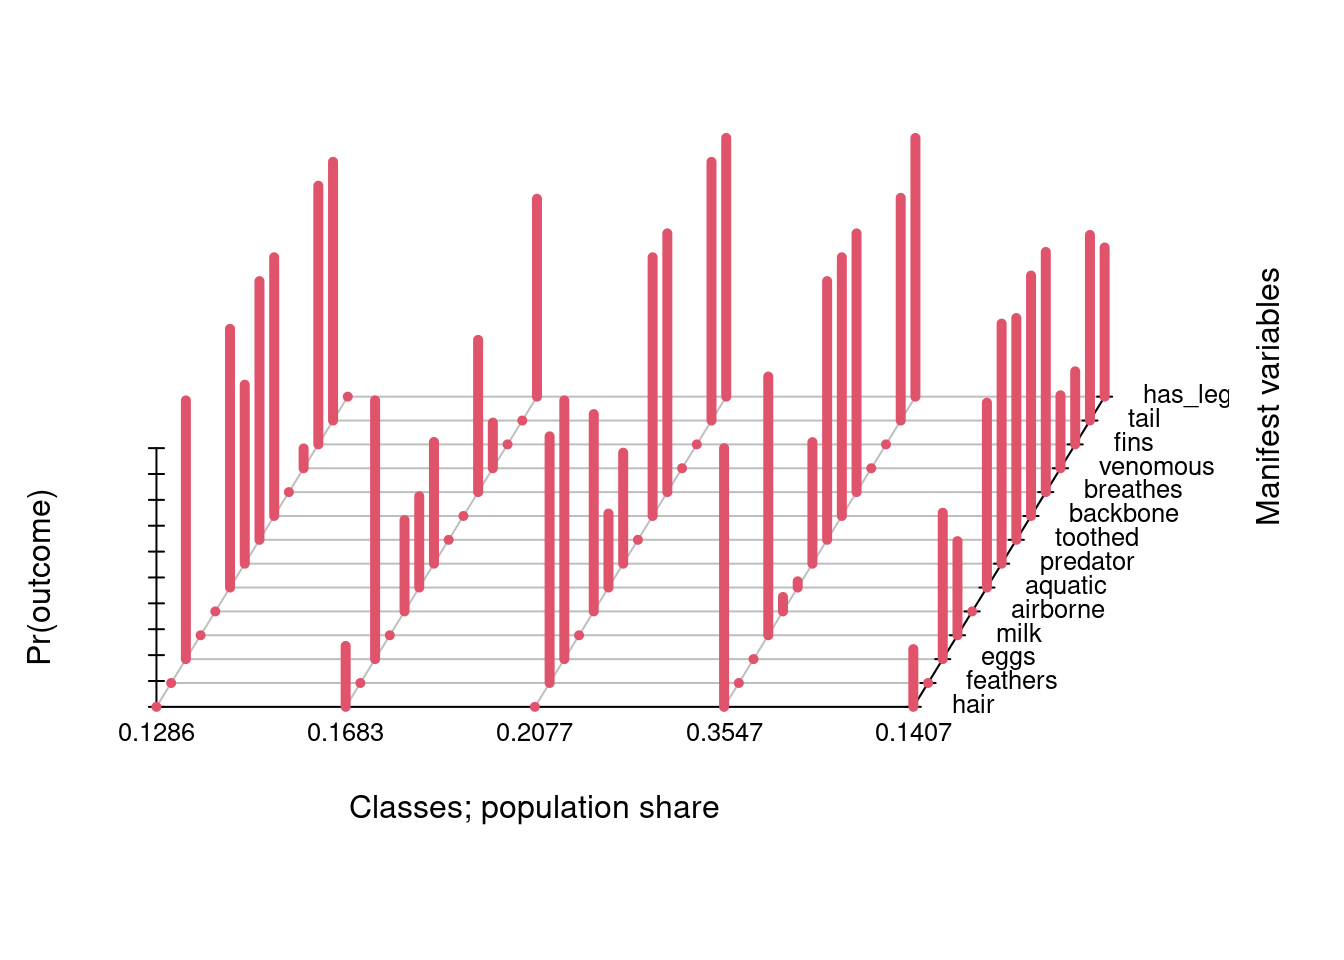 Pr(outcome)
Manifest variables
has_leg
tail
fins
venomous
breathes
backbone
toothed
predator
aquatic
airborne
milk
eggs
feathers
hair
0.1286 0.1683 0.2077 0.3547 0.1407
Classes; population share